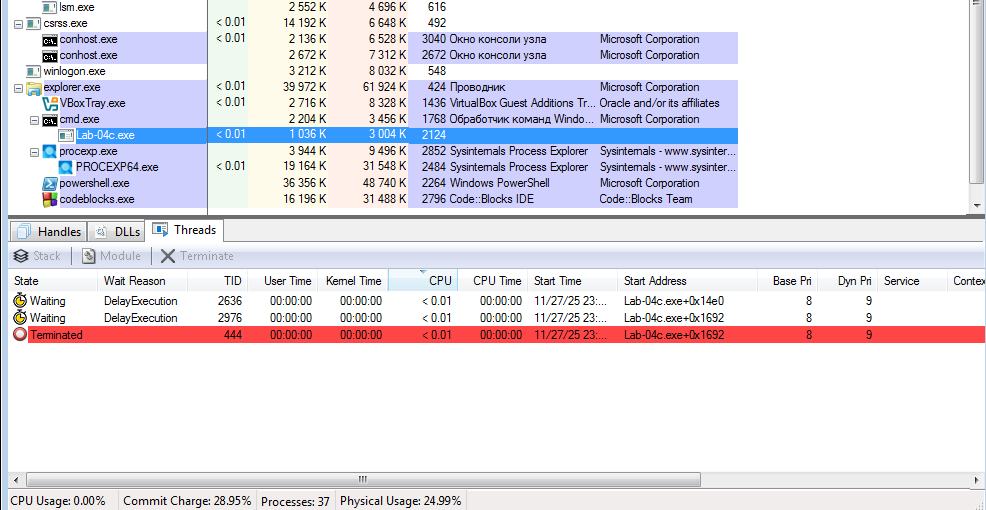 lsm.exe 2 552 K 4 696 K 616
csrss.exe < 0.01 14 192 K 6 648 K 492
conhost.exe < 0.01 2 136 K 6 528 K 3040 Окно консоли узла Microsoft Corporation
conhost.exe 2 672 K 7 312 K 2672 Окно консоли узла Microsoft Corporation
winlogon.exe 3 212 K 8 032 K 548
explorer.exe < 0.01 39 972 K 61 924 K 424 Проводник Microsoft Corporation
VBoxTray.exe < 0.01 2 716 K 8 328 K 1436 VirtualBox Guest Additions Tr... Oracle and/or its affiliates
cmd.exe 2 204 K 3 456 K 1768 Обработчик команд Windo... Microsoft Corporation
Lab-04c.exe < 0.01 1 036 K 3 004 K 2124
procexp.exe 3 944 K 9 496 K 2852 Sysinternals Process Explorer Sysinternals - www.sysinter...
PROCEXP64.exe < 0.01 19 164 K 31 548 K 2484 Sysinternals Process Explorer Sysinternals - www.sysinter...
powershell.exe 36 356 K 48 740 K 2264 Windows PowerShell Microsoft Corporation
codeblocks.exe 16 196 K 31 488 K 2796 Code::Blocks IDE Code::Blocks Team
Handles DLLs Threads
Stack Module Terminate
State Wait Reason TID User Time Kernel Time CPU CPU Time Start Time Start Address Base Pri Dyn Pri Service Contex
Waiting DelayExecution 2636 00:00:00 00:00:00 < 0.01 00:00:00 11/27/25 23:... Lab-04c.exe+0x14e0 8 9
Waiting DelayExecution 2976 00:00:00 00:00:00 < 0.01 00:00:00 11/27/25 23:... Lab-04c.exe+0x1692 8 9
Terminated 444 00:00:00 00:00:00 < 0.01 00:00:00 11/27/25 23:... Lab-04c.exe+0x1692 8 9
CPU Usage: 0.00% Commit Charge: 28.95% Processes: 37 Physical Usage: 24.99%